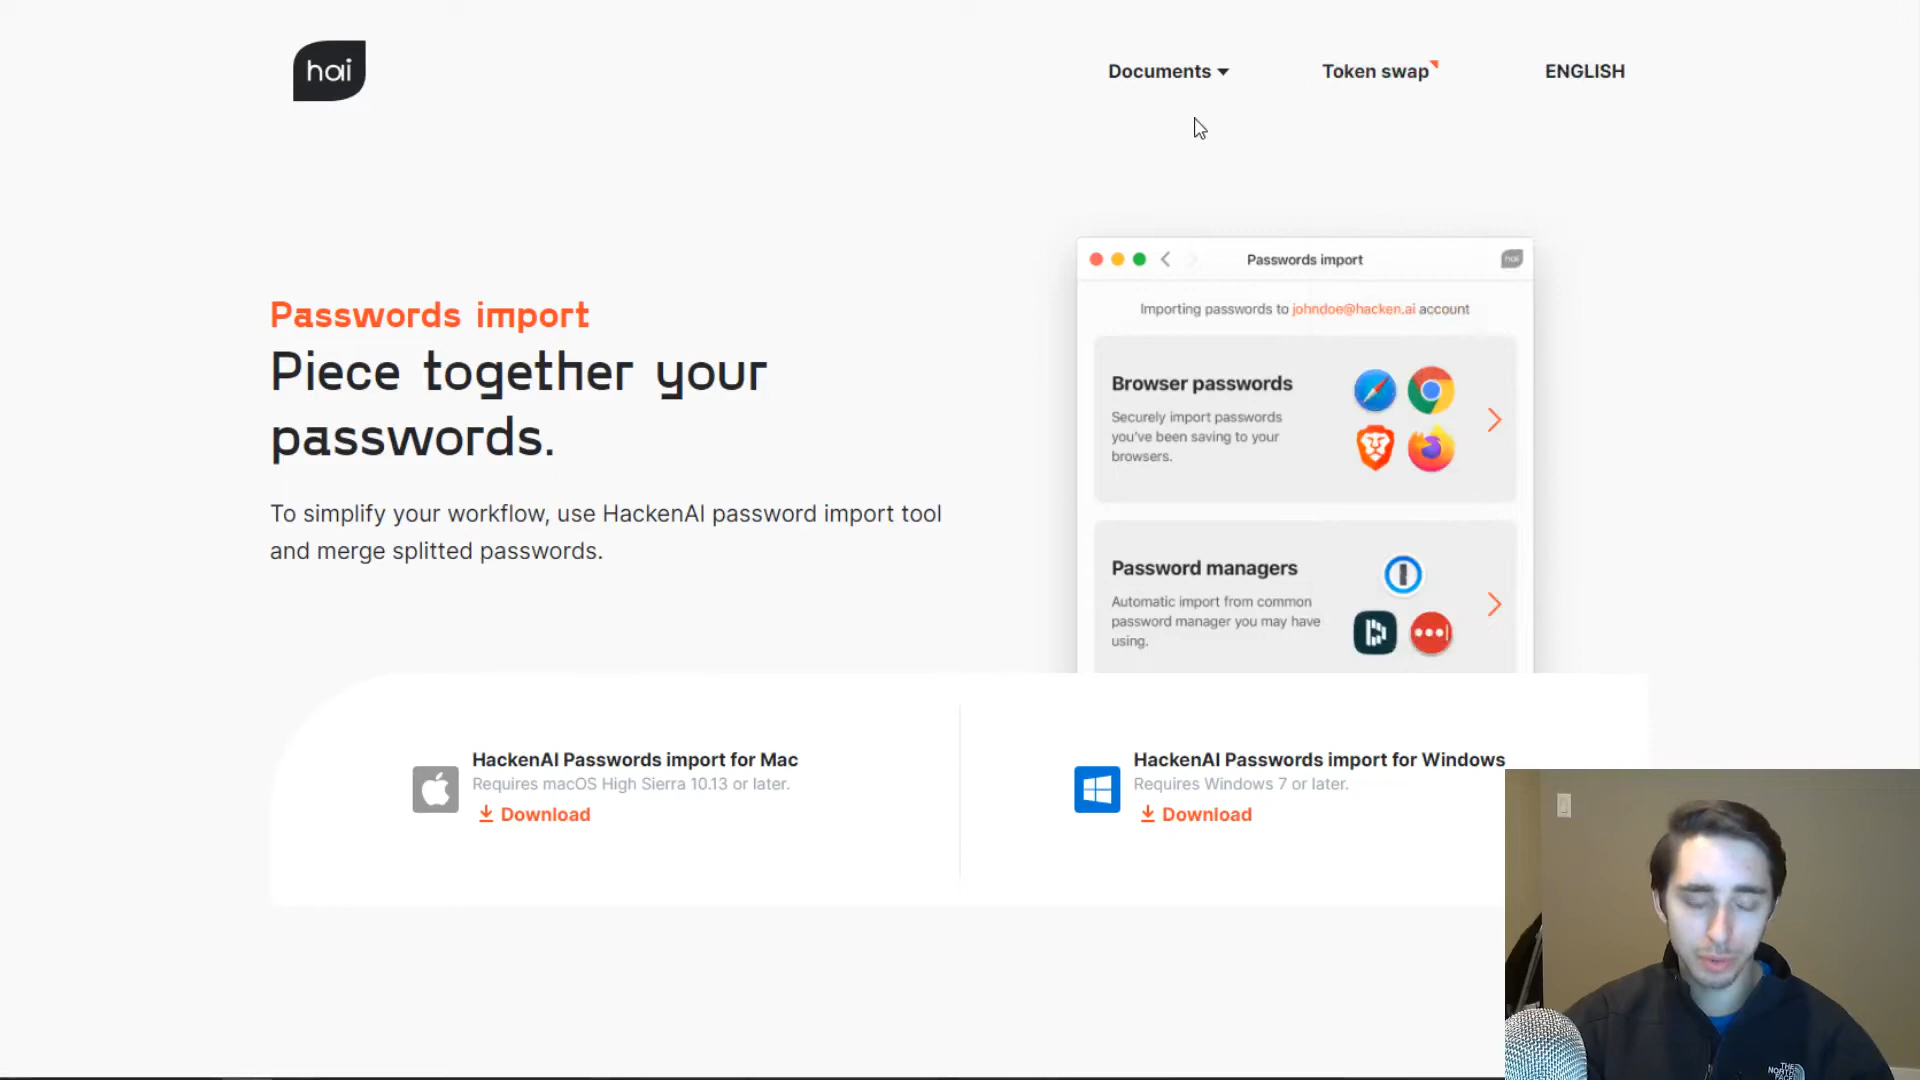 hai
Documents
Token swap
ENGLISH
Passwords import
Piece together your
passwords.
To simplify your workflow, use HackenAI password import tool
and merge splitted passwords.
Passwords import
hai
Importing passwords to johndoe@hacken.ai account
Browser passwords
Securely import passwords
you've been saving to your
browsers.
Password managers
Automatic import from common
password manager you may have
using.
HackenAI Passwords import for Mac
Requires macOS High Sierra 10.13 or later.
Download
HackenAI Passwords import for Windows
Requires Windows 7 or later.
Download
THE
NORTH
FACE